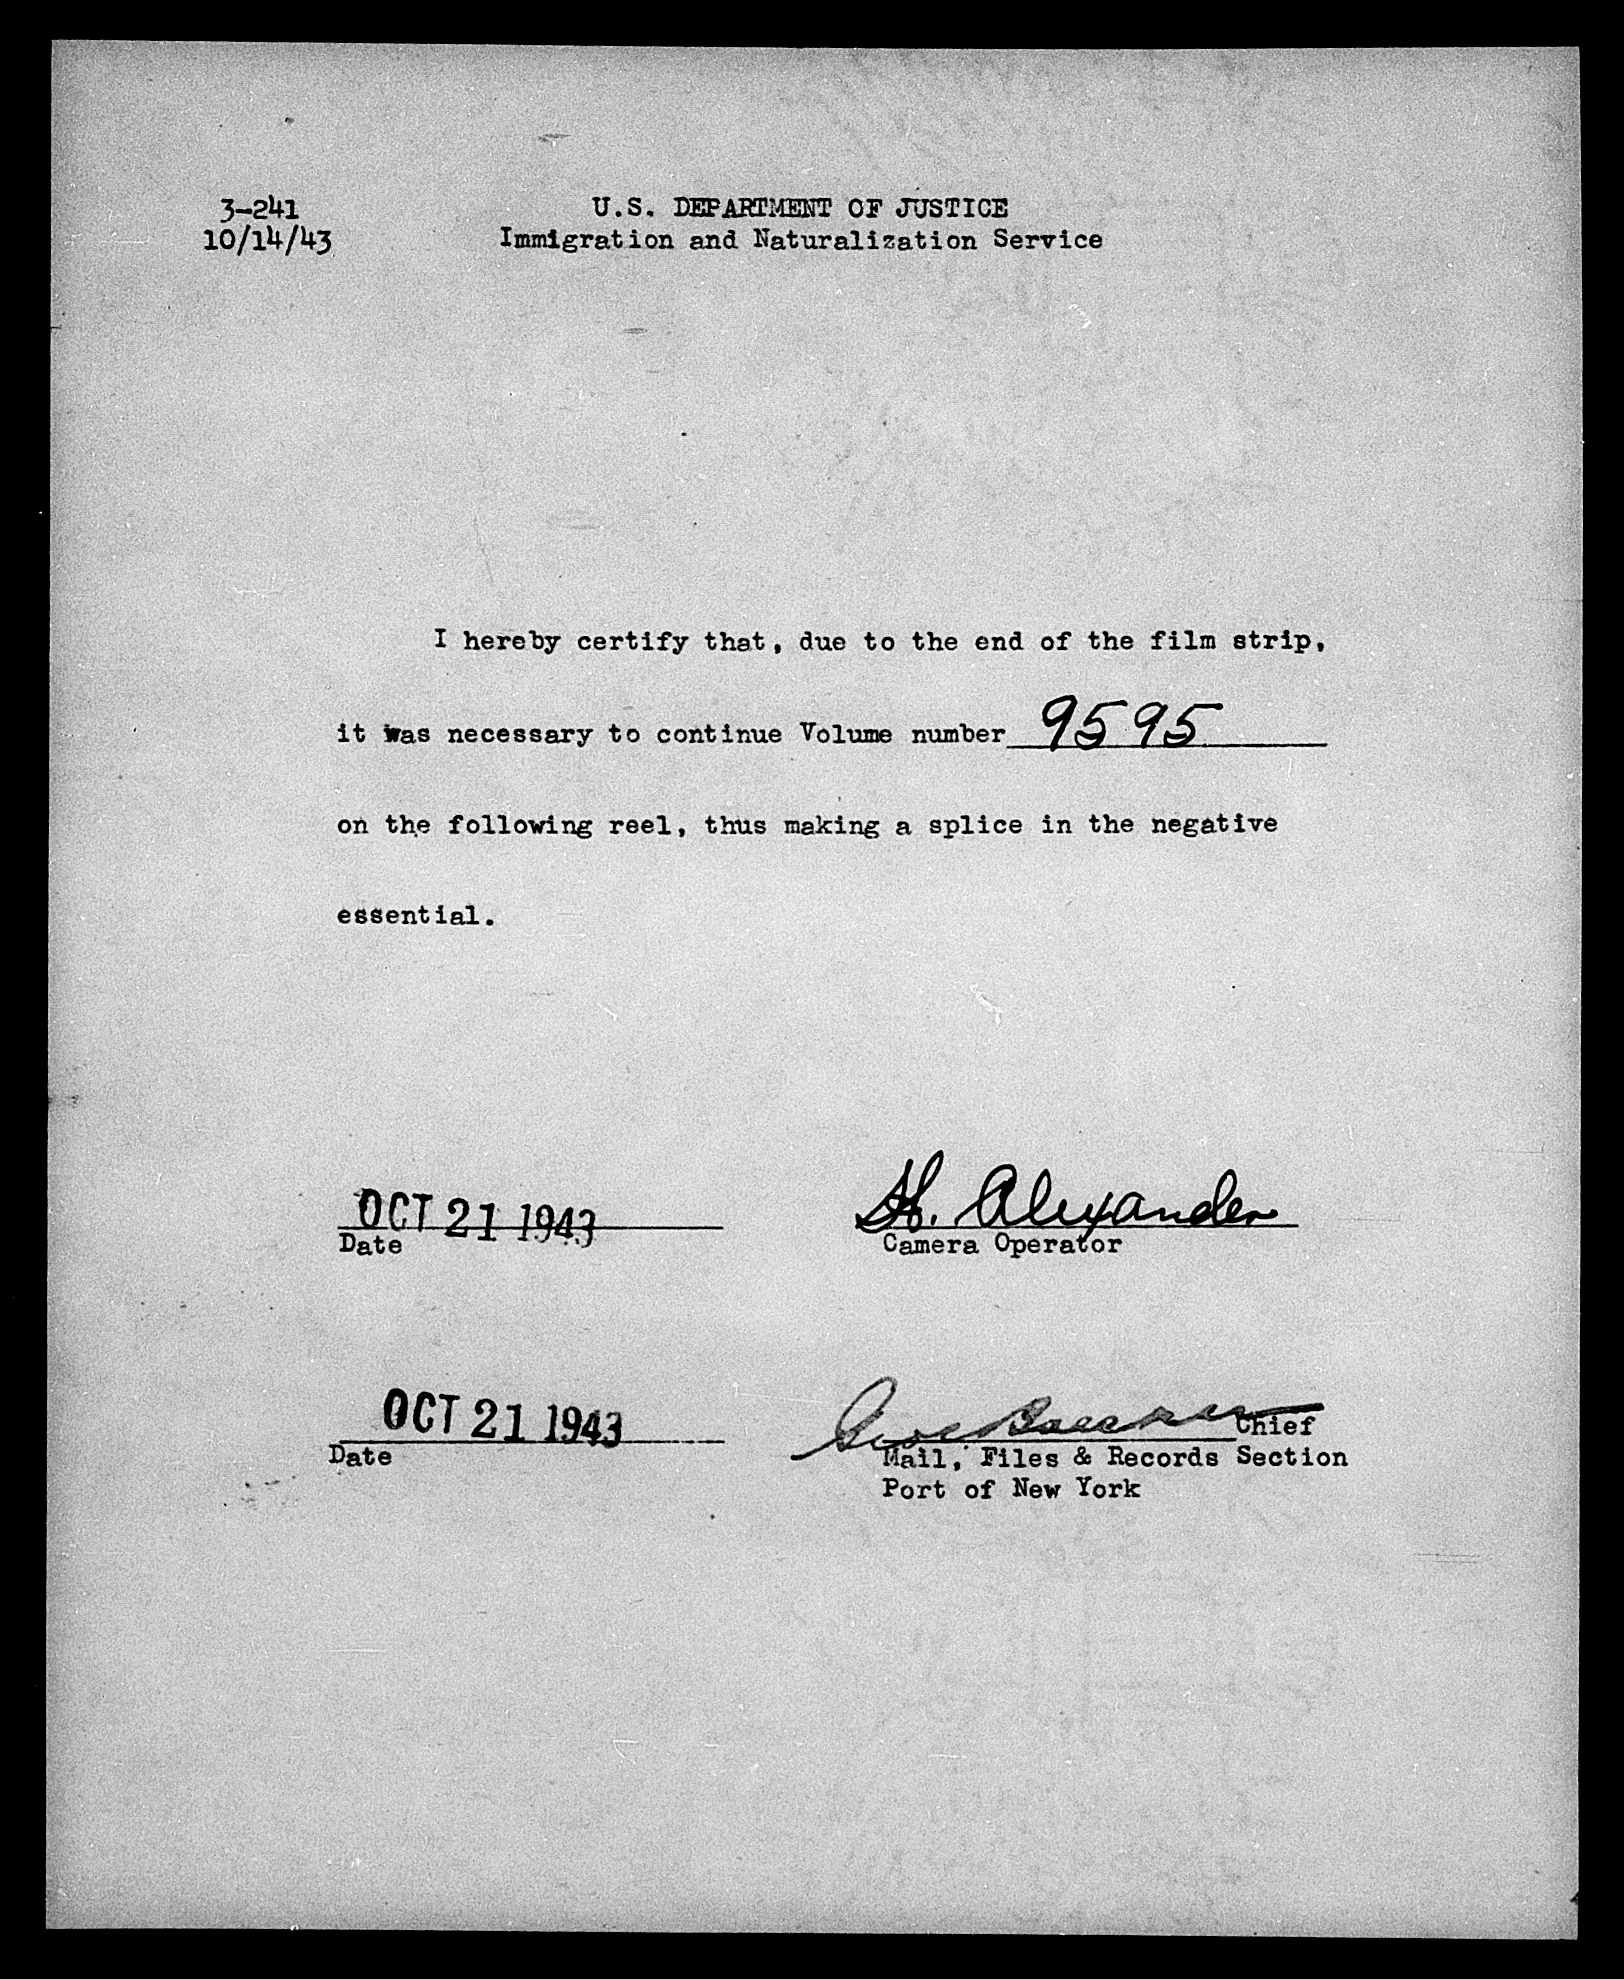 3-241
10/14/43
U.S. DEPARTMENT OF JUSTICE
Immigration and Naturalization Service
I hereby certify that, due to the end of the film strip,
it was necessary to continue Volume number 9595
on the following reel, thus making a splice in the negative
essential.
OCT 21 1943
Date
H. Alexander
Camera Operator
OCT 21 1943
Date
Chief
Mail, Files & Records Section
Port of New York